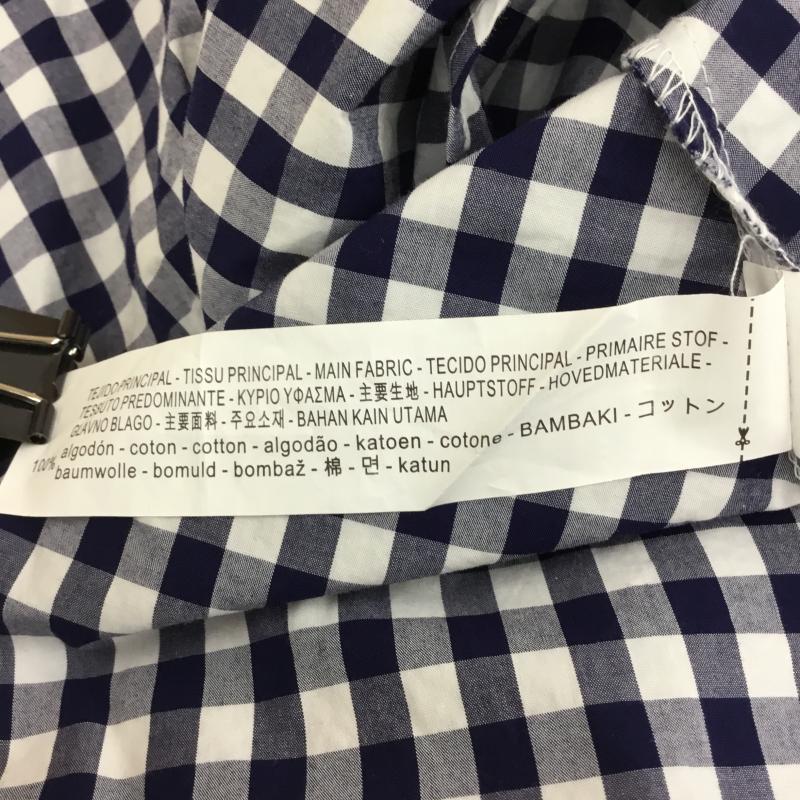 TEJIDO PRINCIPAL - TISSU PRINCIPAL - MAIN FABRIC - TECIDO PRINCIPAL - PRIMAIRE STOF -
TESSUTO PREDOMINANTE - ΚΥΡΙΟ ΥΦΑΣΜΑ - 主要生地 - HAUPTSTOFF - HOVEDMATERIALE -
GLAVNO BLAGO - 主要面料 - 주요소재 - BAHAN KAIN UTAMA
100% algodón - coton - cotton - algodão - katoen - cotone - BAMBAKI - コットン
baumwolle - bomuld - bombaž - 棉 - 면 - katun